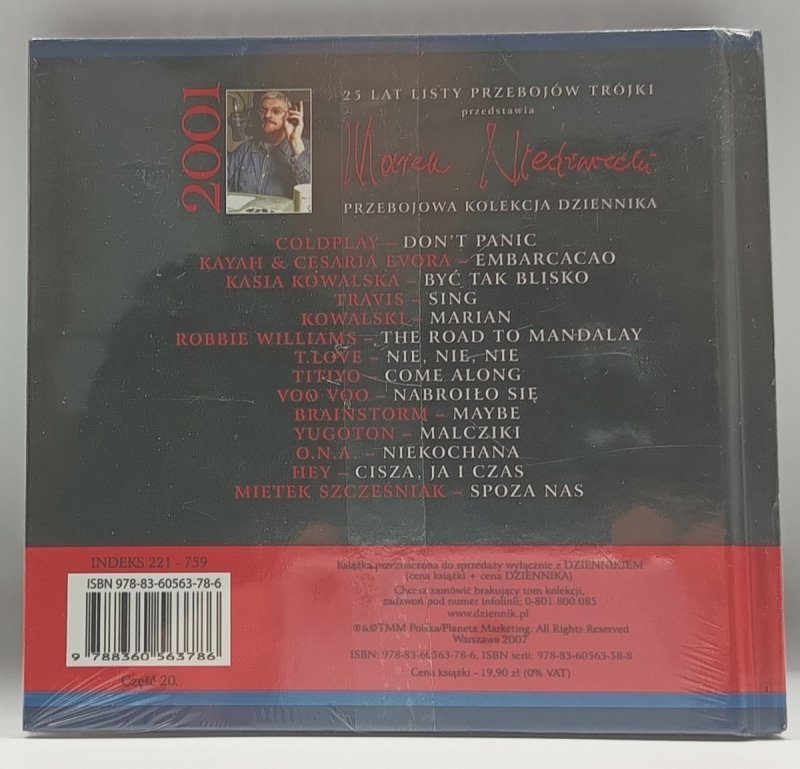 2001
25 LAT LISTY PRZEBOJÓW TRÓJKI
przedstawia
Marek Niedźwiecki
PRZEBOJOWA KOLEKCJA DZIENNIKA
COLDPLAY – DON'T PANIC
KAYAH & CESARIA EVORA – EMBARCACAO
KASIA KOWALSKA – BYĆ TAK BLISKO
TRAVIS – SING
KOWALSKI – MARIAN
ROBBIE WILLIAMS – THE ROAD TO MANDALAY
T.LOVE – NIE, NIE, NIE
TITIYO – COME ALONG
VOO VOO – NABROIŁO SIĘ
BRAINSTORM – MAYBE
YUGOTON – MALCZIKI
O.N.A. – NIEKOCHANA
HEY – CISZA, JA I CZAS
MIETEK SZCZEŚNIAK – SPOZA NAS
INDEKS 221 - 759
ISBN 978-83-60563-78-6
9 788360 563786
Część 20.
Książka przeznaczona do sprzedaży wyłącznie z DZIENNIKIEM
(cena książki + cena DZIENNIKA)
Chcesz zamówić brakujący tom kolekcji,
zadzwoń pod numer infolinii: 0-801 800 085
www.dziennik.pl
℗&©TMM Polska/Planeta Marketing. All Rights Reserved
Warszawa 2007
ISBN: 978-83-60563-78-6, ISBN serii: 978-83-60563-58-8
Cena książki - 19,90 zł (0% VAT)